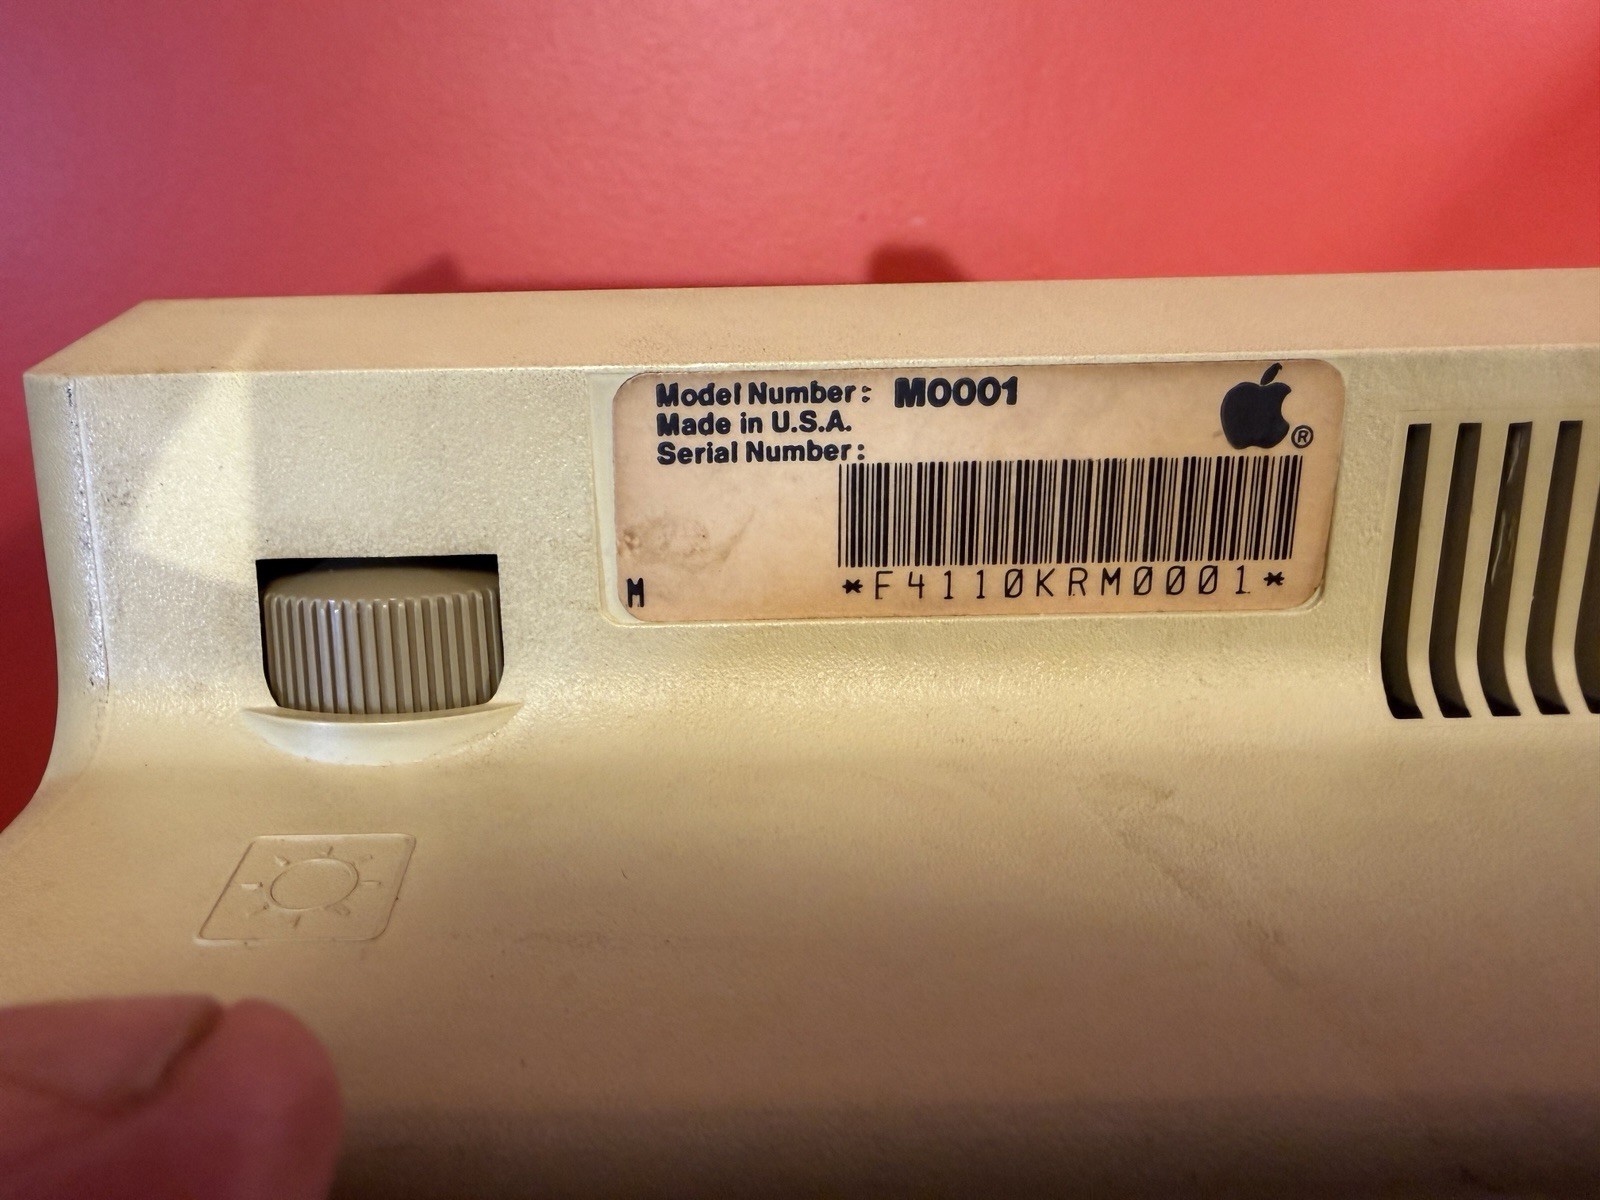 Model Number: M0001
Made in U.S.A.
Serial Number:
*F4110KRM0001*
M
®